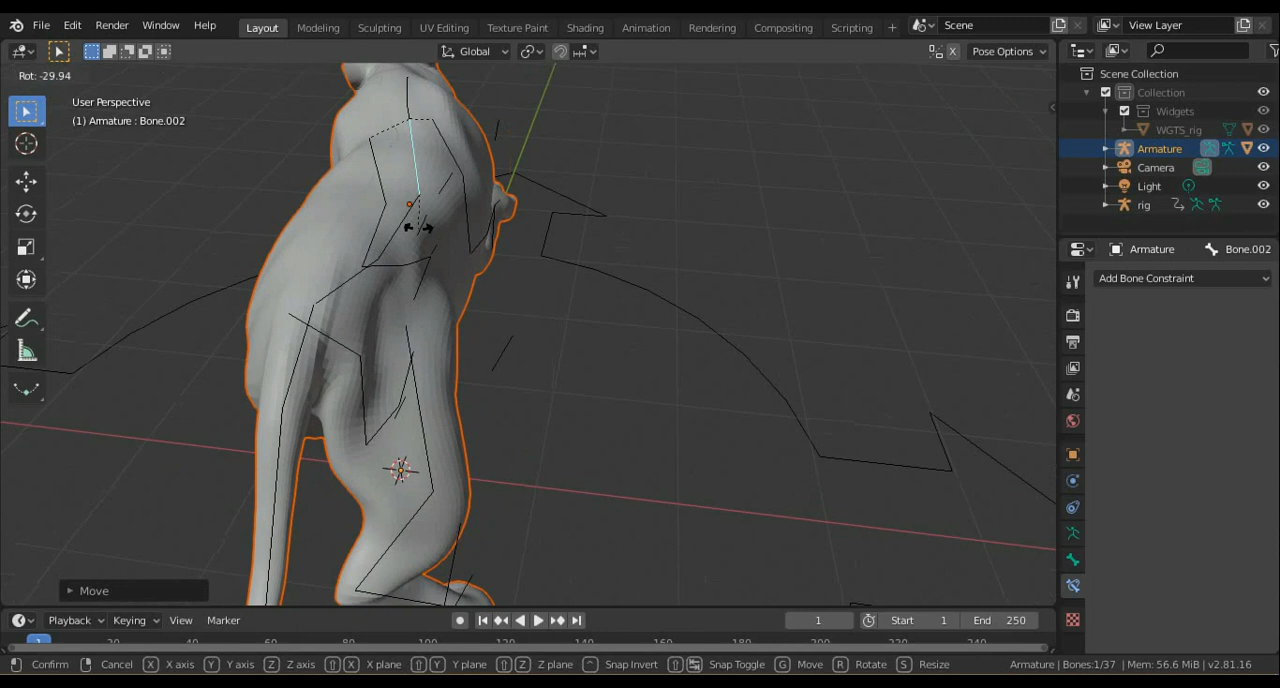 File Edit Render Window Help Layout Modeling Sculpting UV Editing Texture Paint Shading Animation Rendering Compositing Scripting + Scene View Layer
Global X Pose Options
Rot: -29.94
User Perspective
(1) Armature : Bone.002
Scene Collection
Collection
Widgets
WGTS_rig
Armature
Camera
Light
rig
Armature Bone.002
Add Bone Constraint
Move
Playback Keying View Marker 1 Start 1 End 250
1 20 40 60 80 100 120 140 160 180 200 220 240
Confirm Cancel X X axis Y Y axis Z Z axis X X plane Y Y plane Z Z plane Snap Invert Snap Toggle G Move R Rotate S Resize Armature | Bones:1/37 | Mem: 56.6 MiB | v2.81.16